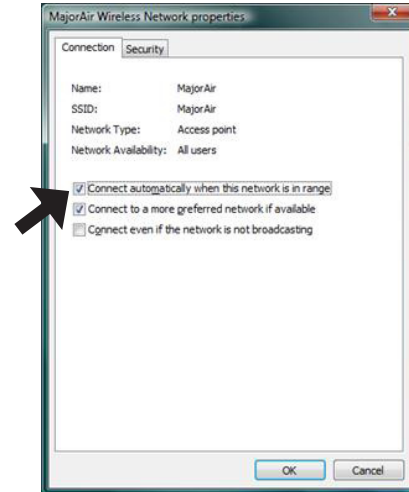 MajorAir Wireless Network properties
Connection Security
Name: MajorAir
SSID: MajorAir
Network Type: Access point
Network Availability: All users
Connect automatically when this network is in range
Connect to a more preferred network if available
Connect even if the network is not broadcasting
OK Cancel